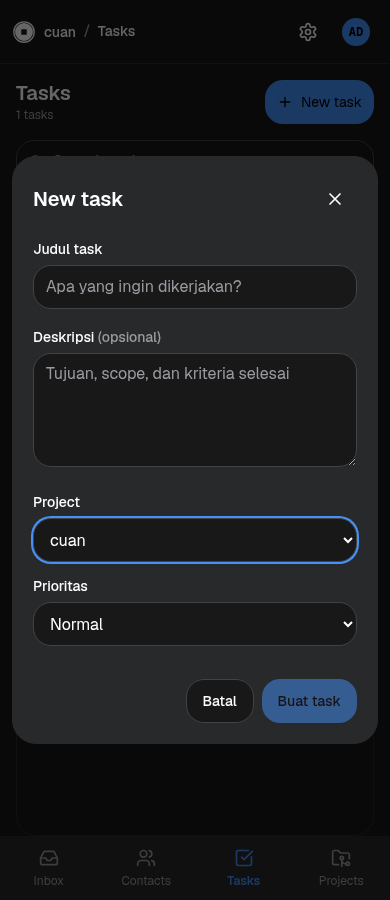 cuan / Tasks
AD
Tasks
1 tasks
+ New task
New task
Judul task
Apa yang ingin dikerjakan?
Deskripsi (opsional)
Tujuan, scope, dan kriteria selesai
Project
cuan
Prioritas
Normal
Batal
Buat task
Inbox
Contacts
Tasks
Projects